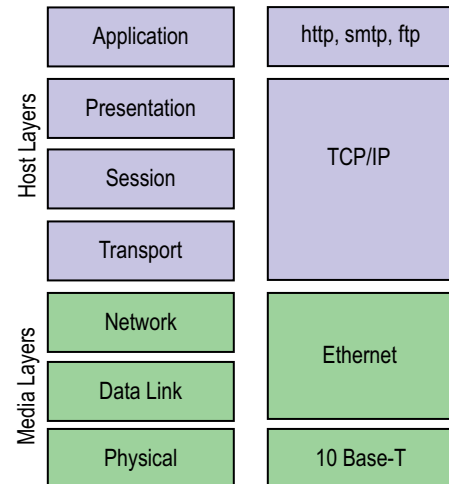 Host Layers
Media Layers
Application
Presentation
Session
Transport
Network
Data Link
Physical
http, smtp, ftp
TCP/IP
Ethernet
10 Base-T